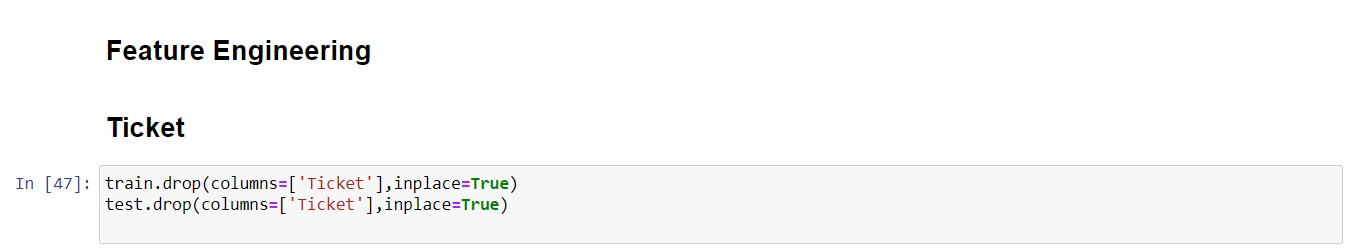 Feature Engineering
Ticket
In [47]: train.drop(columns=['Ticket'],inplace=True)
test.drop(columns=['Ticket'],inplace=True)